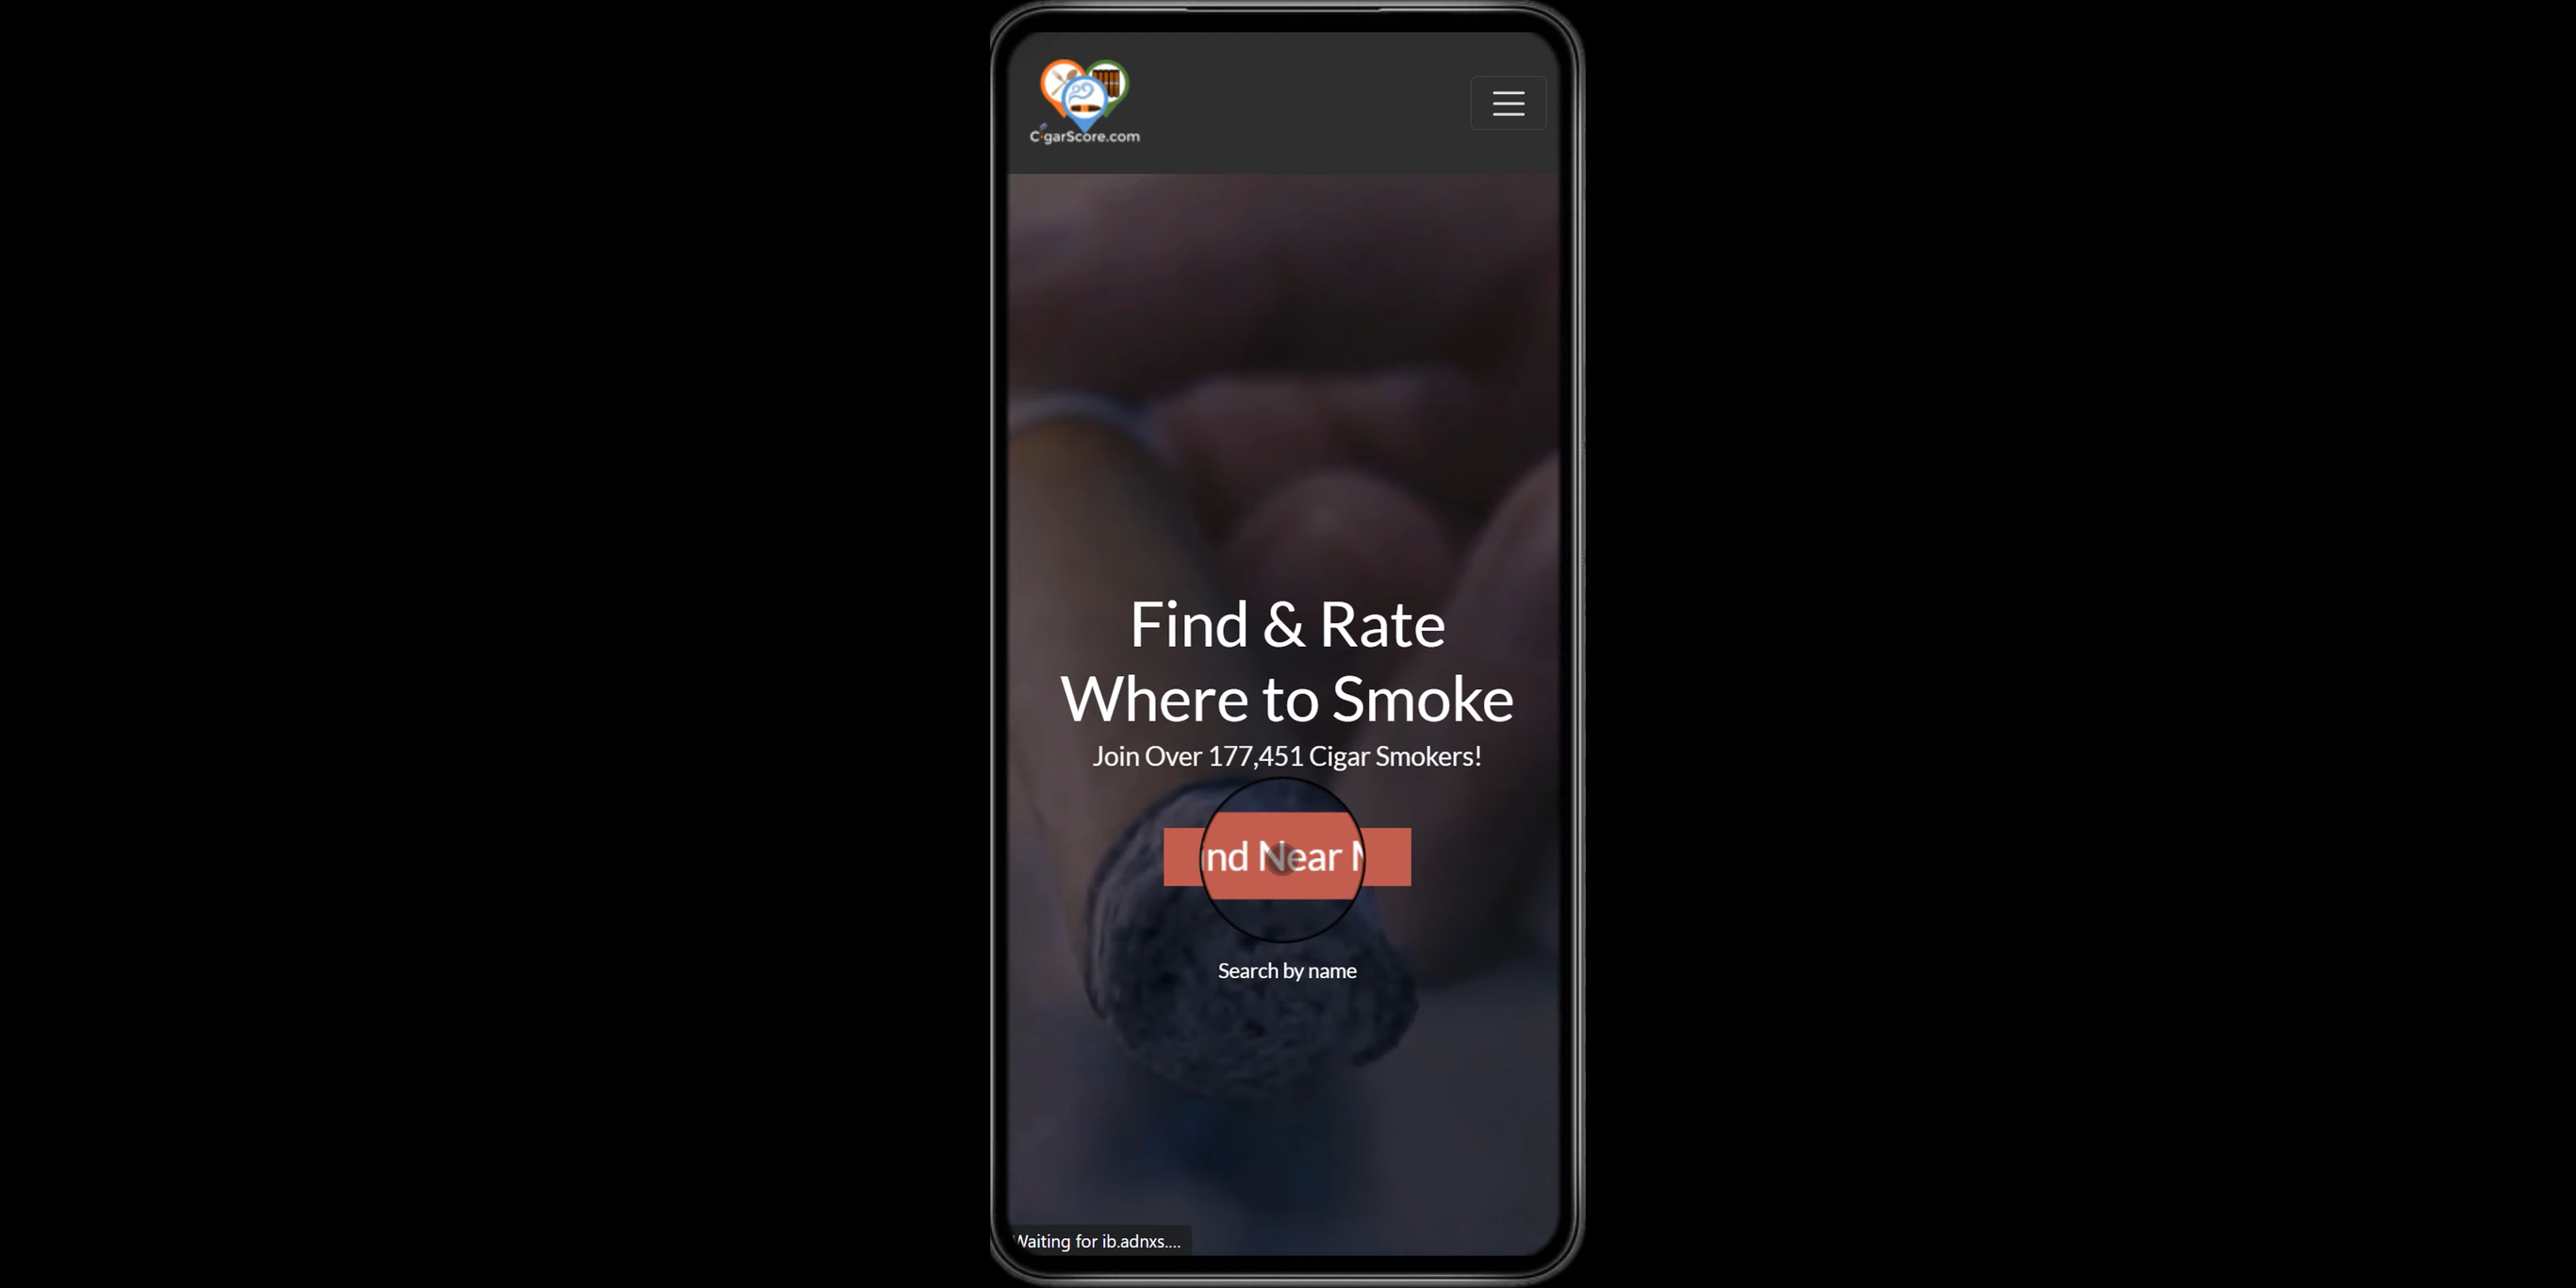 CigarScore.com
Find & Rate
Where to Smoke
Join Over 177,451 Cigar Smokers!
nd Near M
Search by name
Waiting for ib.adnxs....